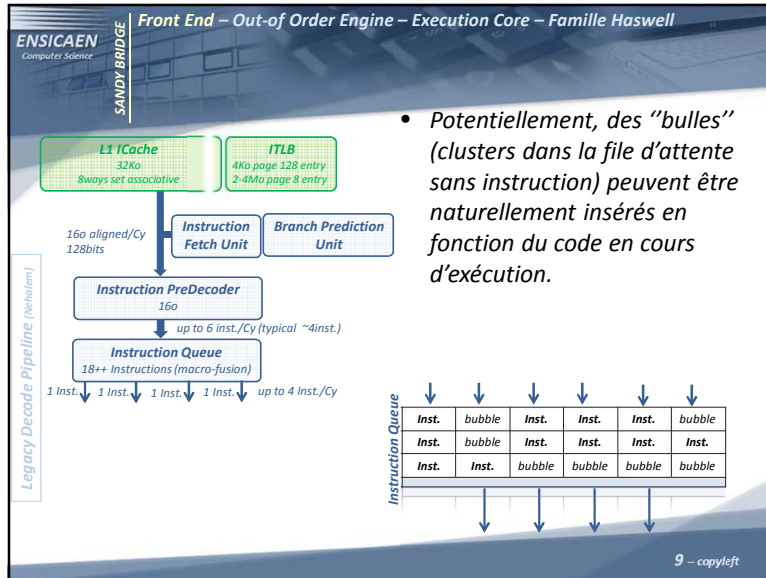 Front End – Out-of Order Engine – Execution Core – Famille Haswell
ENSICAEN
Computer Science
SANDY BRIDGE
L1 ICache
32Ko
8ways set associative
ITLB
4Ko page 128 entry
2-4Mo page 8 entry
16o aligned/Cy
128bits
Instruction
Fetch Unit
Branch Prediction
Unit
Instruction PreDecoder
16o
up to 6 inst./Cy (typical ~4inst.)
Instruction Queue
18++ Instructions (macro-fusion)
1 Inst. 1 Inst. 1 Inst. 1 Inst. up to 4 Inst./Cy
Legacy Decode Pipeline (Nehalem)
• Potentiellement, des ‘’bulles’’
(clusters dans la file d’attente
sans instruction) peuvent être
naturellement insérés en
fonction du code en cours
d’exécution.
Instruction Queue
Inst. bubble Inst. Inst. Inst. bubble
Inst. bubble Inst. Inst. Inst. Inst.
Inst. Inst. bubble bubble bubble bubble
9 – copyleft